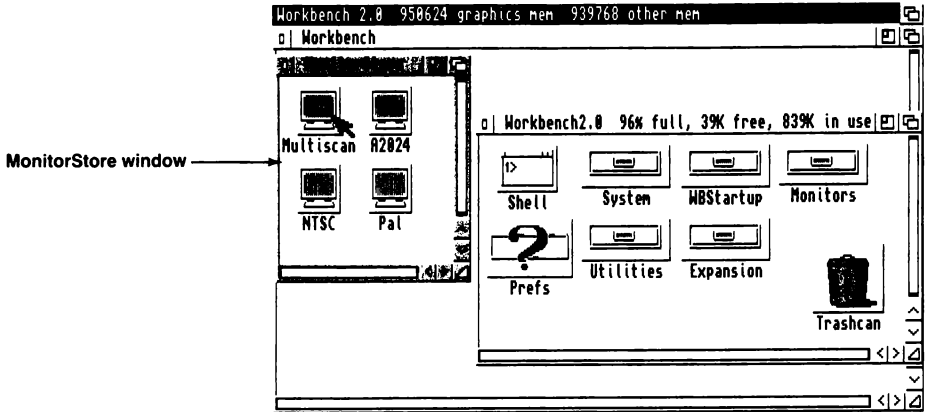 Workbench 2.0 950624 graphics mem 939768 other mem
Workbench
Multiscan A2024
NTSC Pal
MonitorStore window
Workbench2.0 96% full, 39K free, 839K in use
1>
Shell System WBStartup Monitors
Prefs Utilities Expansion
Trashcan